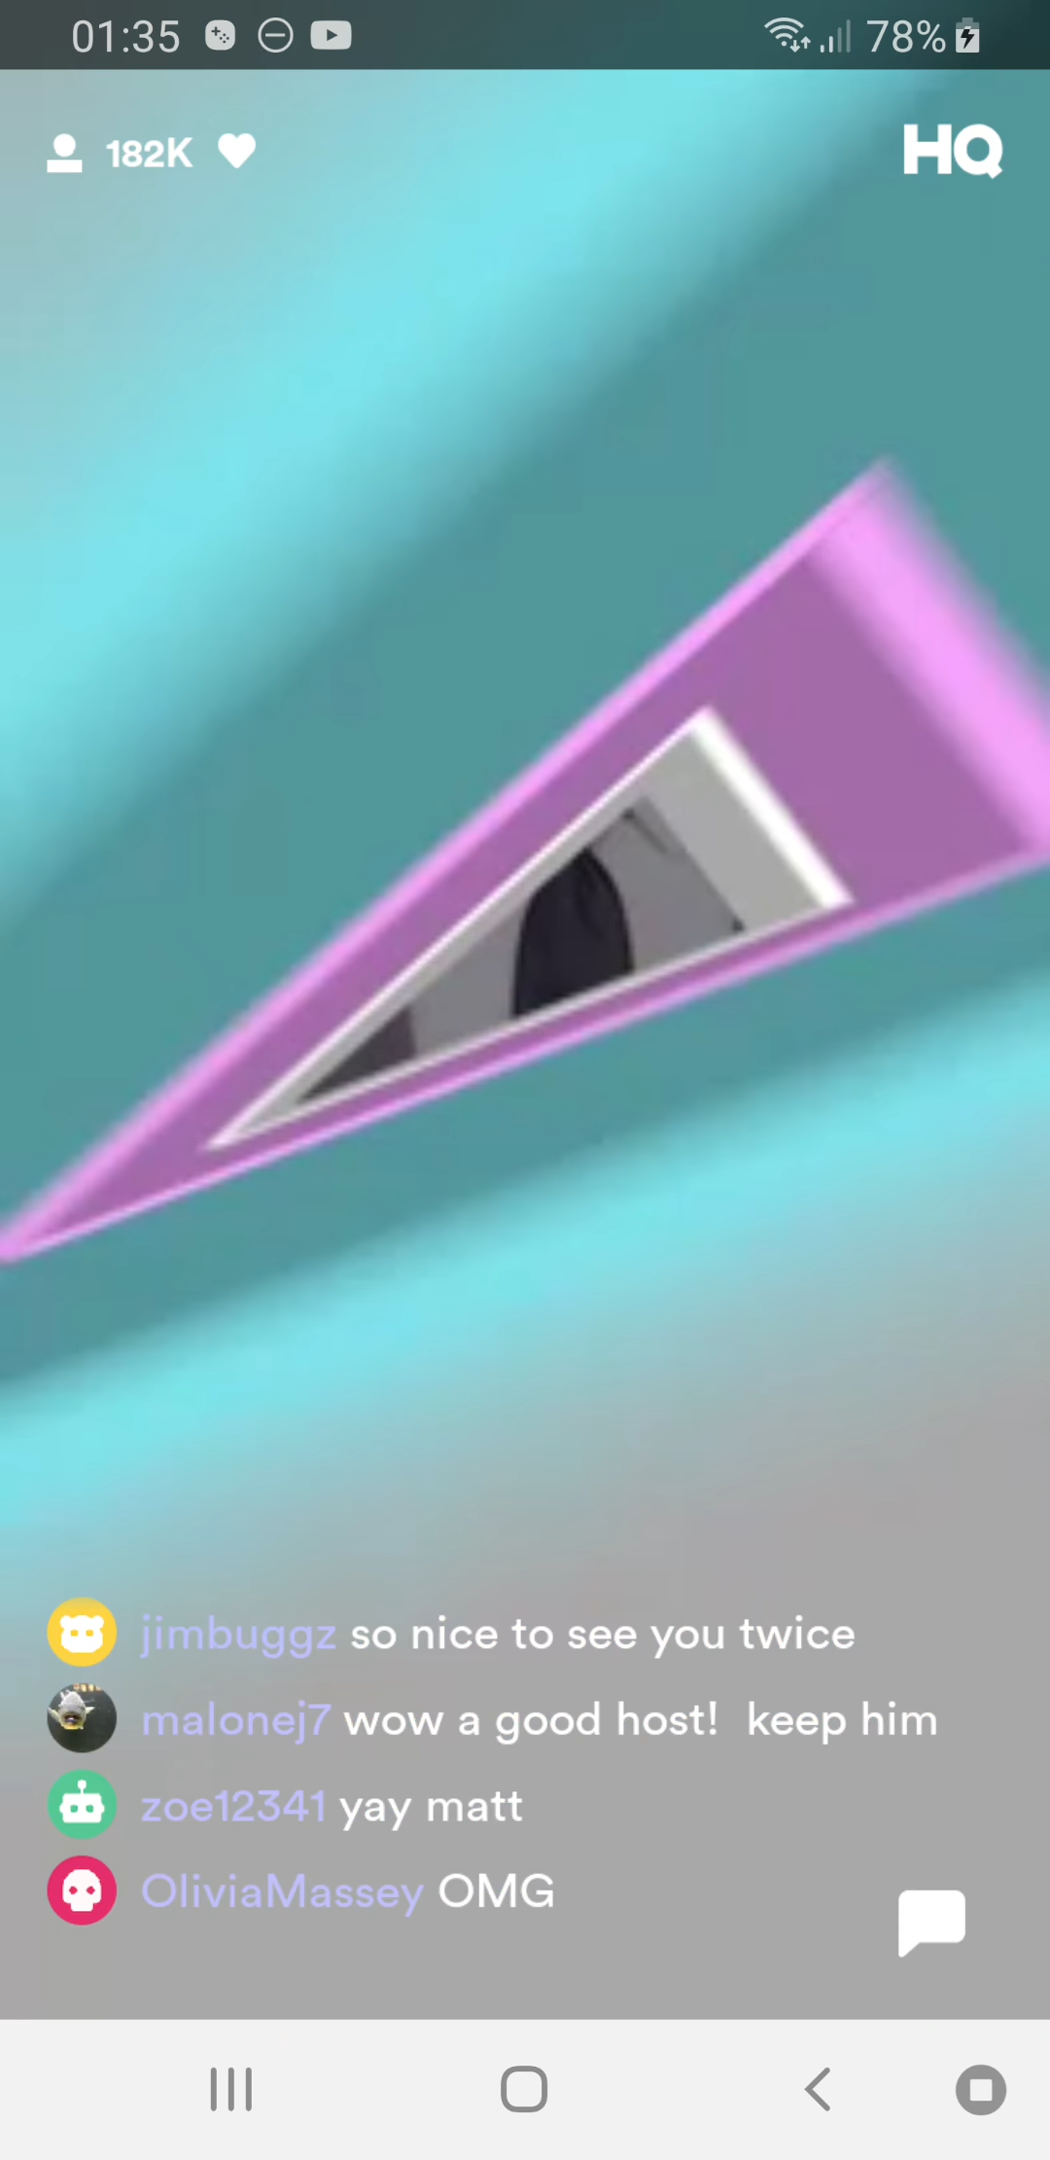 01:35 78%
182K HQ
jimbuggz so nice to see you twice
malonej7 wow a good host!  keep him
zoe12341 yay matt
OliviaMassey OMG